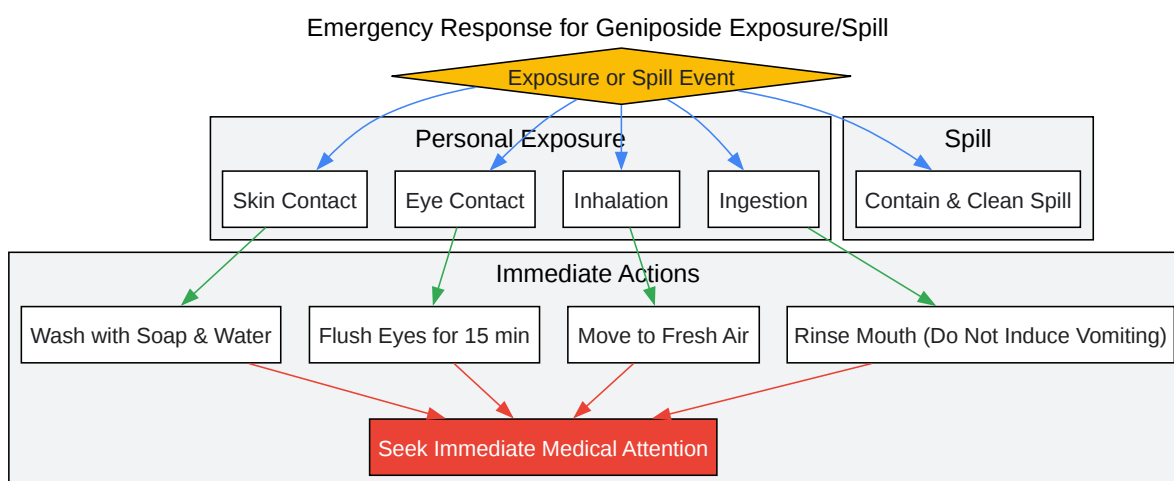 Emergency Response for Geniposide Exposure/Spill
Exposure or Spill Event
Personal Exposure
Spill
Skin Contact
Eye Contact
Inhalation
Ingestion
Contain & Clean Spill
Immediate Actions
Wash with Soap & Water
Flush Eyes for 15 min
Move to Fresh Air
Rinse Mouth (Do Not Induce Vomiting)
Seek Immediate Medical Attention